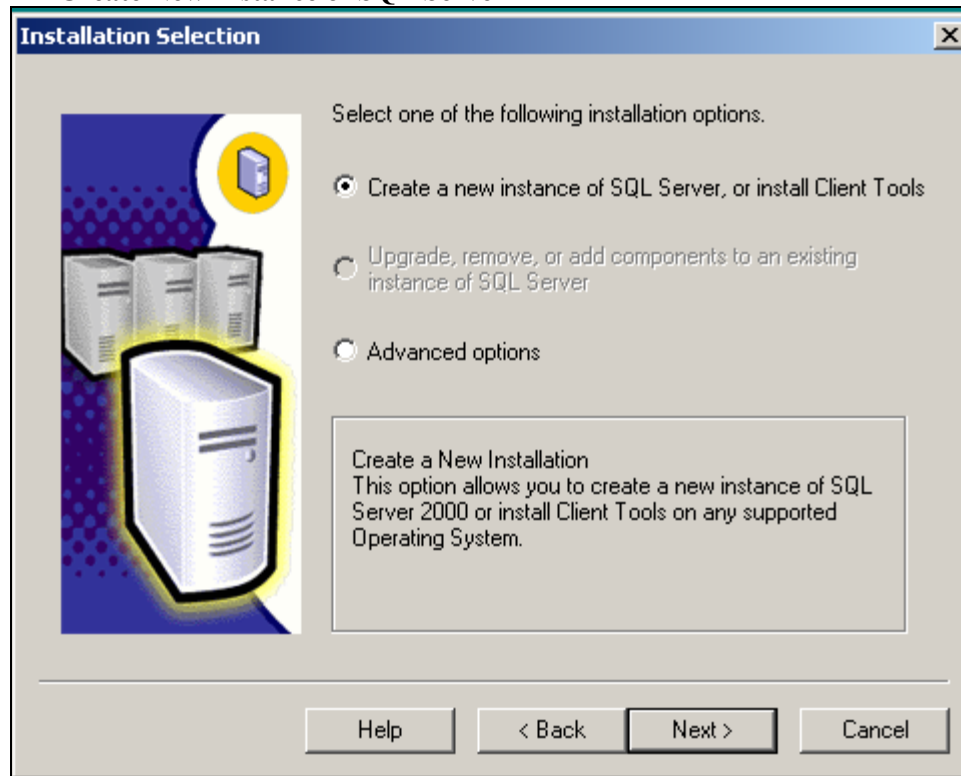 Installation Selection
Select one of the following installation options.
Create a new instance of SQL Server, or install Client Tools
Upgrade, remove, or add components to an existing
instance of SQL Server
Advanced options
Create a New Installation
This option allows you to create a new instance of SQL
Server 2000 or install Client Tools on any supported
Operating System.
Help
< Back
Next >
Cancel